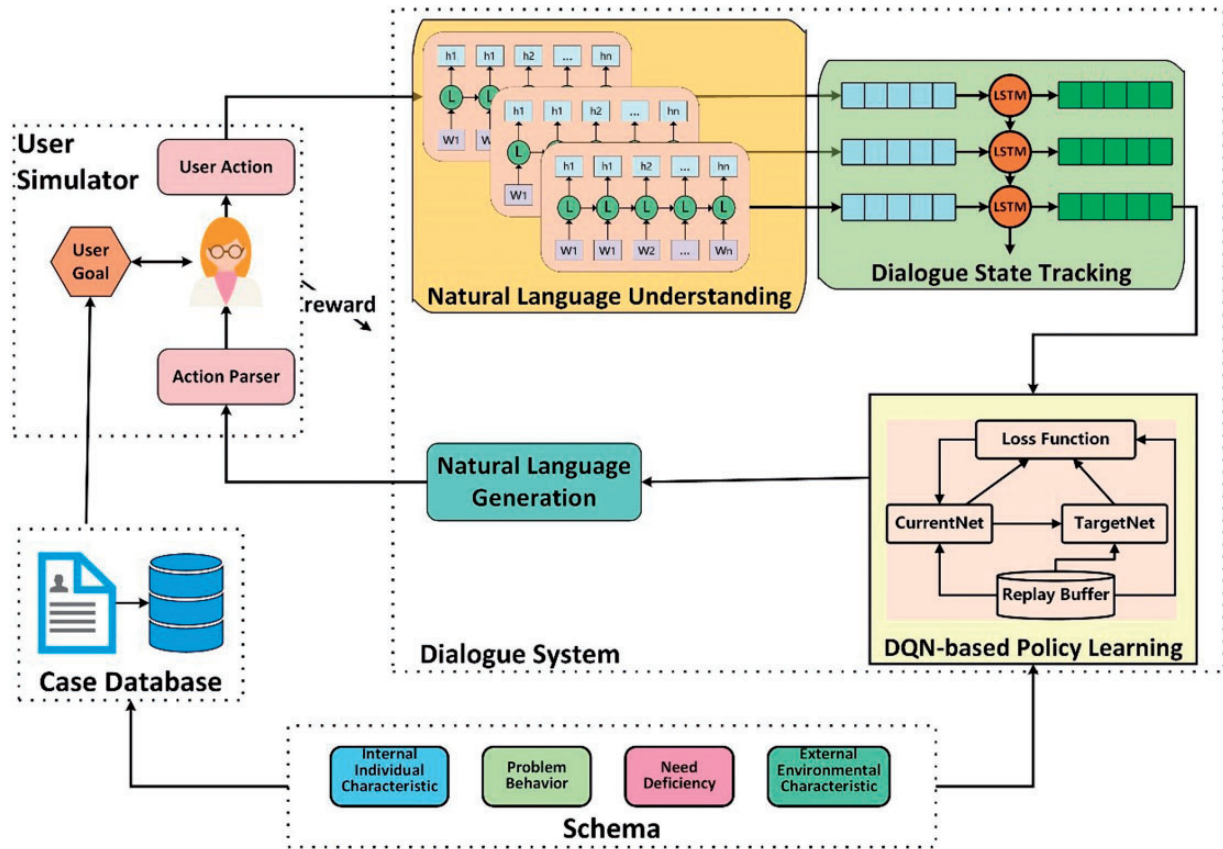 User
Simulator
User Action
User
Goal
Action Parser
reward
h1 h1 h2 ... hn
L L
W1 W
h1 h1 h2 ... hn
L
W1
h1 h1 h2 ... hn
L L L L L
W1 W1 W2 ... Wn
Natural Language Understanding
LSTM
LSTM
LSTM
Dialogue State Tracking
Loss Function
CurrentNet
TargetNet
Replay Buffer
DQN-based Policy Learning
Natural Language
Generation
Dialogue System
Case Database
Internal
Individual
Characteristic
Problem
Behavior
Need
Deficiency
External
Environmental
Characteristic
Schema